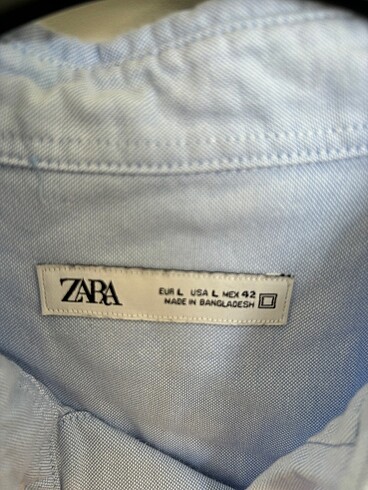 ZARA
EUR L USA L MEX 42
MADE IN BANGLADESH